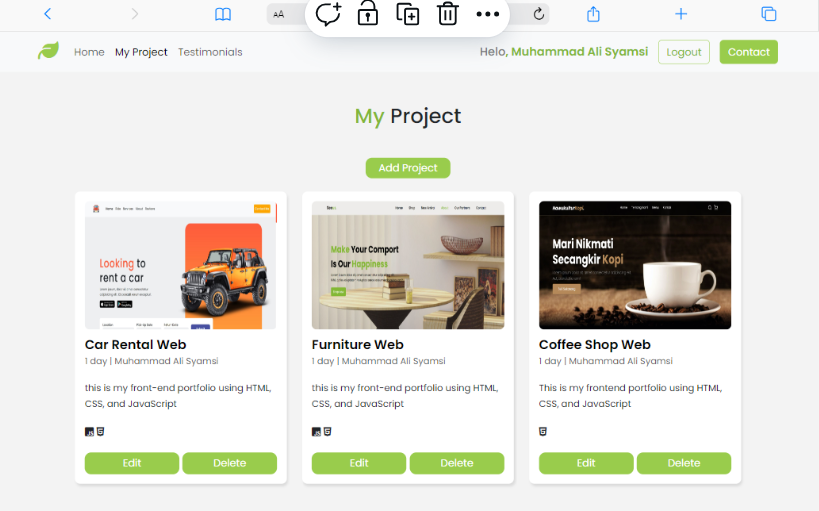 AA
Home My Project Testimonials Helo, Muhammad Ali Syamsi Logout Contact
My Project
Add Project
Looking to
rent a car
Make Your Comport
Is Our Happiness
Mari Nikmati
Secangkir Kopi
Car Rental Web
1 day | Muhammad Ali Syamsi
this is my front-end portfolio using HTML,
CSS, and JavaScript
Edit Delete
Furniture Web
1 day | Muhammad Ali Syamsi
this is my front-end portfolio using HTML,
CSS, and JavaScript
Edit Delete
Coffee Shop Web
1 day | Muhammad Ali Syamsi
This is my frontend portfolio using HTML,
CSS, and JavaScript
Edit Delete